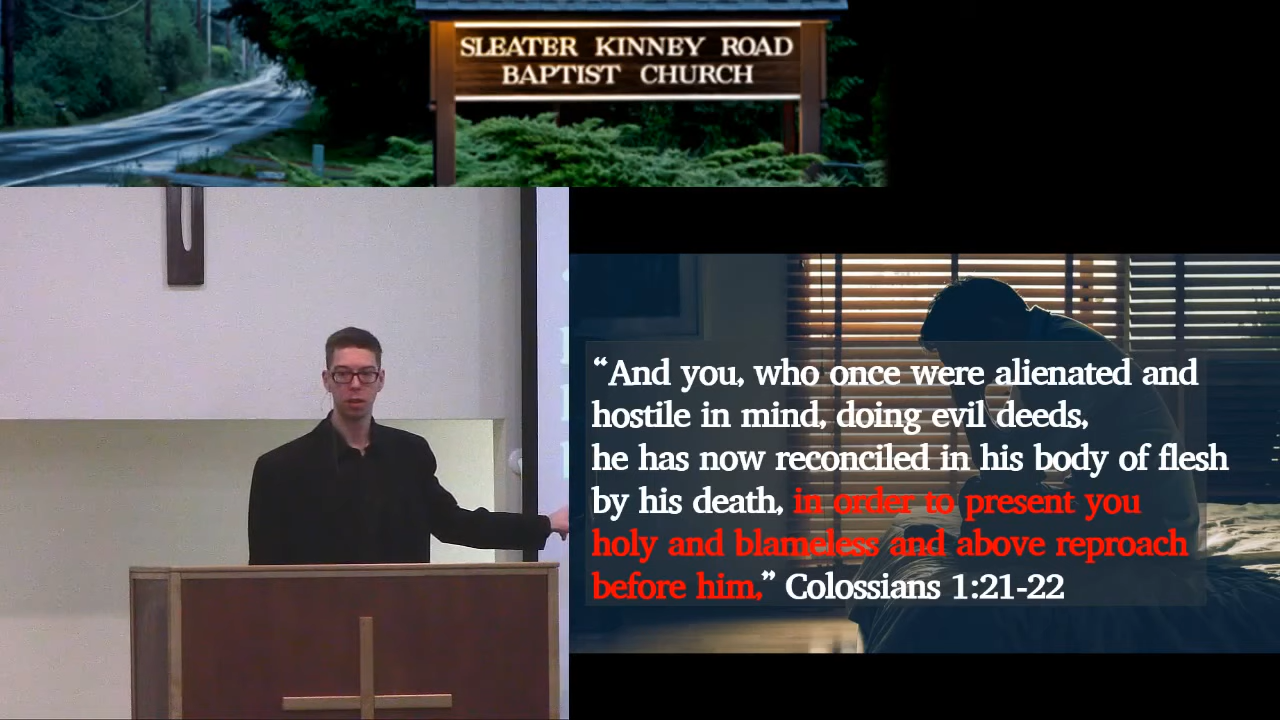 SLEATER KINNEY ROAD
BAPTIST CHURCH
“And you, who once were alienated and
hostile in mind, doing evil deeds,
he has now reconciled in his body of flesh
by his death, in order to present you
holy and blameless and above reproach
before him,” Colossians 1:21-22